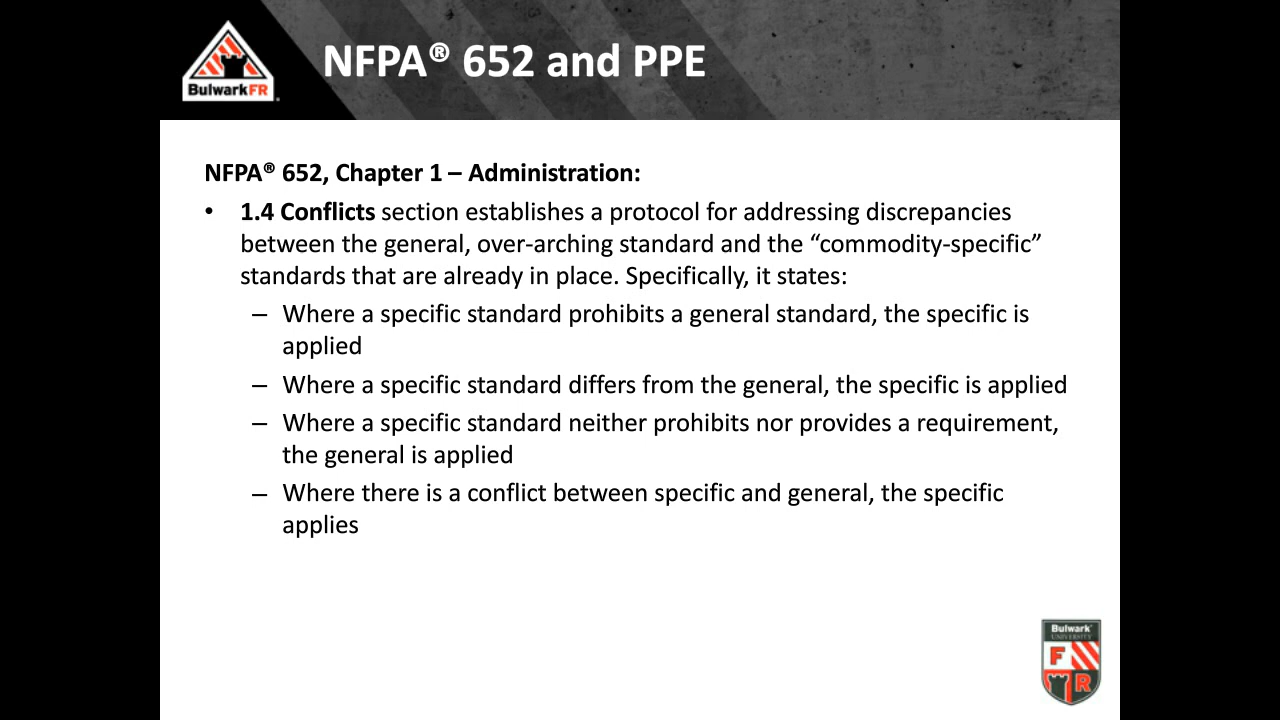 BulwarkFR
NFPA® 652 and PPE
NFPA® 652, Chapter 1 – Administration:
• 1.4 Conflicts section establishes a protocol for addressing discrepancies
between the general, over-arching standard and the “commodity-specific”
standards that are already in place. Specifically, it states:
– Where a specific standard prohibits a general standard, the specific is
applied
– Where a specific standard differs from the general, the specific is applied
– Where a specific standard neither prohibits nor provides a requirement,
the general is applied
– Where there is a conflict between specific and general, the specific
applies
Bulwark
UNIVERSITY
F
R